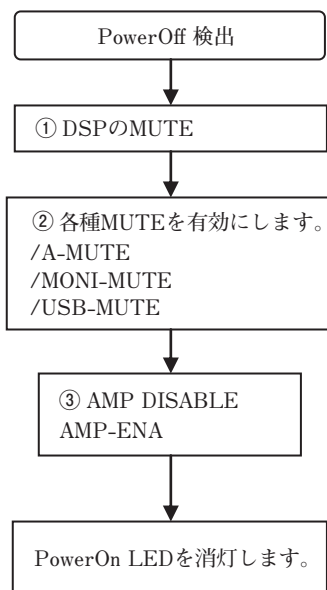 PowerOff 検出
① DSPのMUTE
② 各種MUTEを有効にします。
/A-MUTE
/MONI-MUTE
/USB-MUTE
③ AMP DISABLE
AMP-ENA
PowerOn LEDを消灯します。